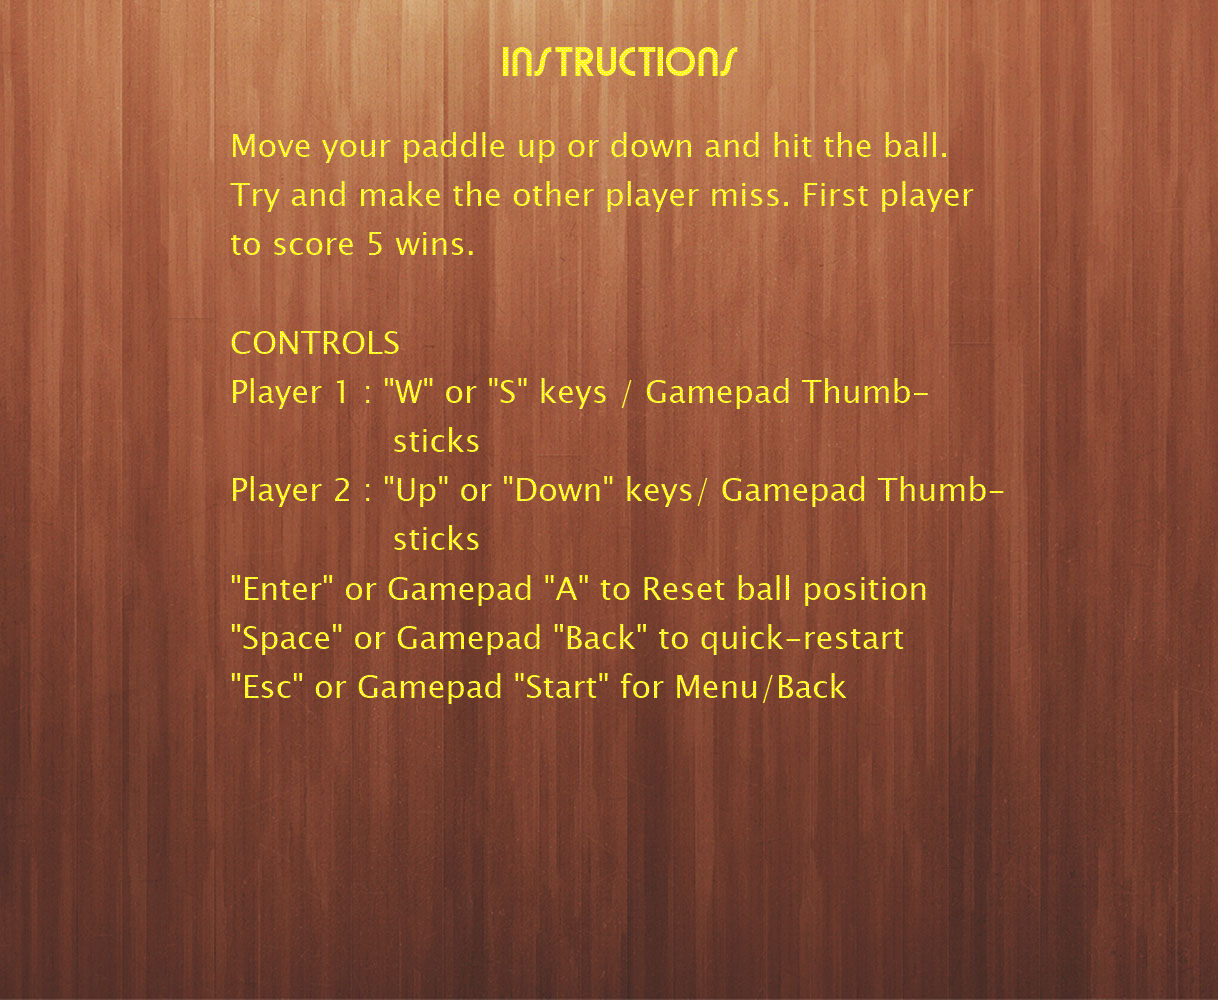 INSTRUCTIONS
Move your paddle up or down and hit the ball.
Try and make the other player miss. First player
to score 5 wins.
CONTROLS
Player 1 : "W" or "S" keys / Gamepad Thumb-
sticks
Player 2 : "Up" or "Down" keys/ Gamepad Thumb-
sticks
"Enter" or Gamepad "A" to Reset ball position
"Space" or Gamepad "Back" to quick-restart
"Esc" or Gamepad "Start" for Menu/Back